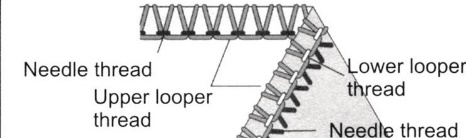 Needle thread
Upper looper
thread
Lower looper
thread
Needle thread